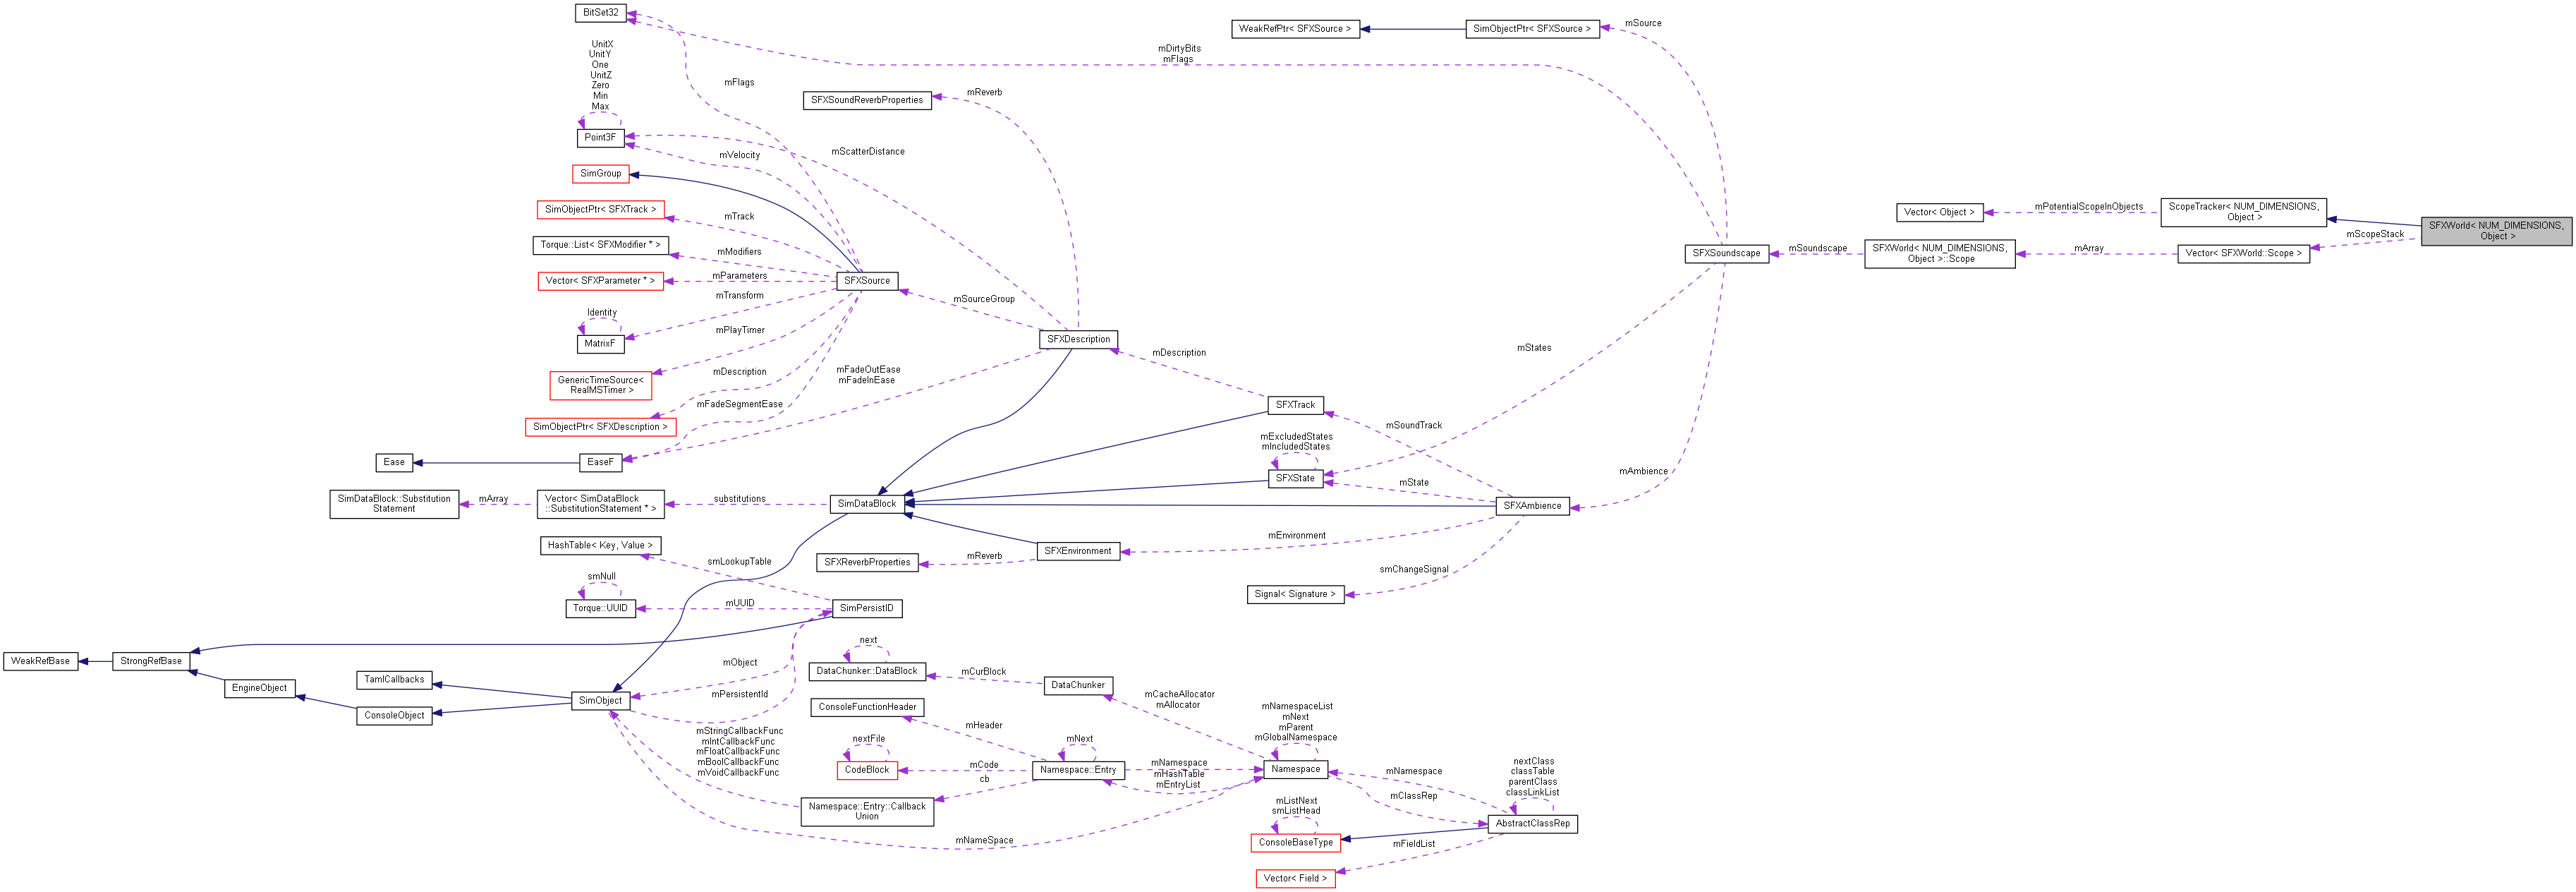 BitSet32
WeakRefPtr< SFXSource >
SimObjectPtr< SFXSource >
mSource
UnitX
UnitY
One
UnitZ
Zero
Min
Max
mDirtyBits
mFlags
mFlags
SFXSoundReverbProperties
mReverb
Point3F
mVelocity
mScatterDistance
SimGroup
SimObjectPtr< SFXTrack >
mTrack
Vector< Object >
mPotentialScopeInObjects
ScopeTracker< NUM_DIMENSIONS,
Object >
SFXWorld< NUM_DIMENSIONS,
Object >
mScopeStack
Torque::List< SFXModifier * >
mModifiers
SFXSoundscape
mSoundscape
SFXWorld< NUM_DIMENSIONS,
Object >::Scope
mArray
Vector< SFXWorld::Scope >
Vector< SFXParameter * >
mParameters
SFXSource
mTransform
mSourceGroup
Identity
MatrixF
mPlayTimer
SFXDescription
mStates
mDescription
GenericTimeSource<
RealMSTimer >
mDescription
mFadeOutEase
mFadeInEase
mFadeSegmentEase
SFXTrack
SimObjectPtr< SFXDescription >
mSoundTrack
mExcludedStates
mIncludedStates
Ease
EaseF
mAmbience
SFXState
mState
SimDataBlock::Substitution
Statement
mArray
Vector< SimDataBlock
::SubstitutionStatement * >
substitutions
SimDataBlock
SFXAmbience
mEnvironment
HashTable< Key, Value >
smLookupTable
SFXReverbProperties
mReverb
SFXEnvironment
smChangeSignal
smNull
Signal< Signature >
Torque::UUID
mUUID
SimPersistID
WeakRefBase
StrongRefBase
mObject
next
DataChunker::DataBlock
mCurBlock
TamlCallbacks
EngineObject
DataChunker
mPersistentId
SimObject
mCacheAllocator
mAllocator
ConsoleFunctionHeader
ConsoleObject
mHeader
mNamespaceList
mNext
mParent
mGlobalNamespace
mStringCallbackFunc
mIntCallbackFunc
mFloatCallbackFunc
mBoolCallbackFunc
mVoidCallbackFunc
nextFile
mNext
CodeBlock
mCode
cb
Namespace::Entry
mNamespace
mHashTable
mEntryList
Namespace
mNamespace
nextClass
classTable
parentClass
classLinkList
mClassRep
Namespace::Entry::Callback
Union
mListNext
smListHead
AbstractClassRep
mNameSpace
ConsoleBaseType
mFieldList
Vector< Field >